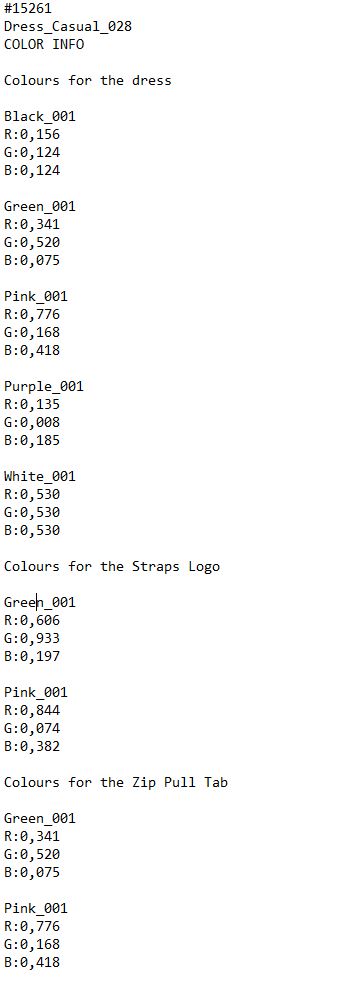 #15261
Dress_Casual_028
COLOR INFO
Colours for the dress
Black_001
R:0,156
G:0,124
B:0,124
Green_001
R:0,341
G:0,520
B:0,075
Pink_001
R:0,776
G:0,168
B:0,418
Purple_001
R:0,135
G:0,008
B:0,185
White_001
R:0,530
G:0,530
B:0,530
Colours for the Straps Logo
Green_001
R:0,606
G:0,933
B:0,197
Pink_001
R:0,844
G:0,074
B:0,382
Colours for the Zip Pull Tab
Green_001
R:0,341
G:0,520
B:0,075
Pink_001
R:0,776
G:0,168
B:0,418